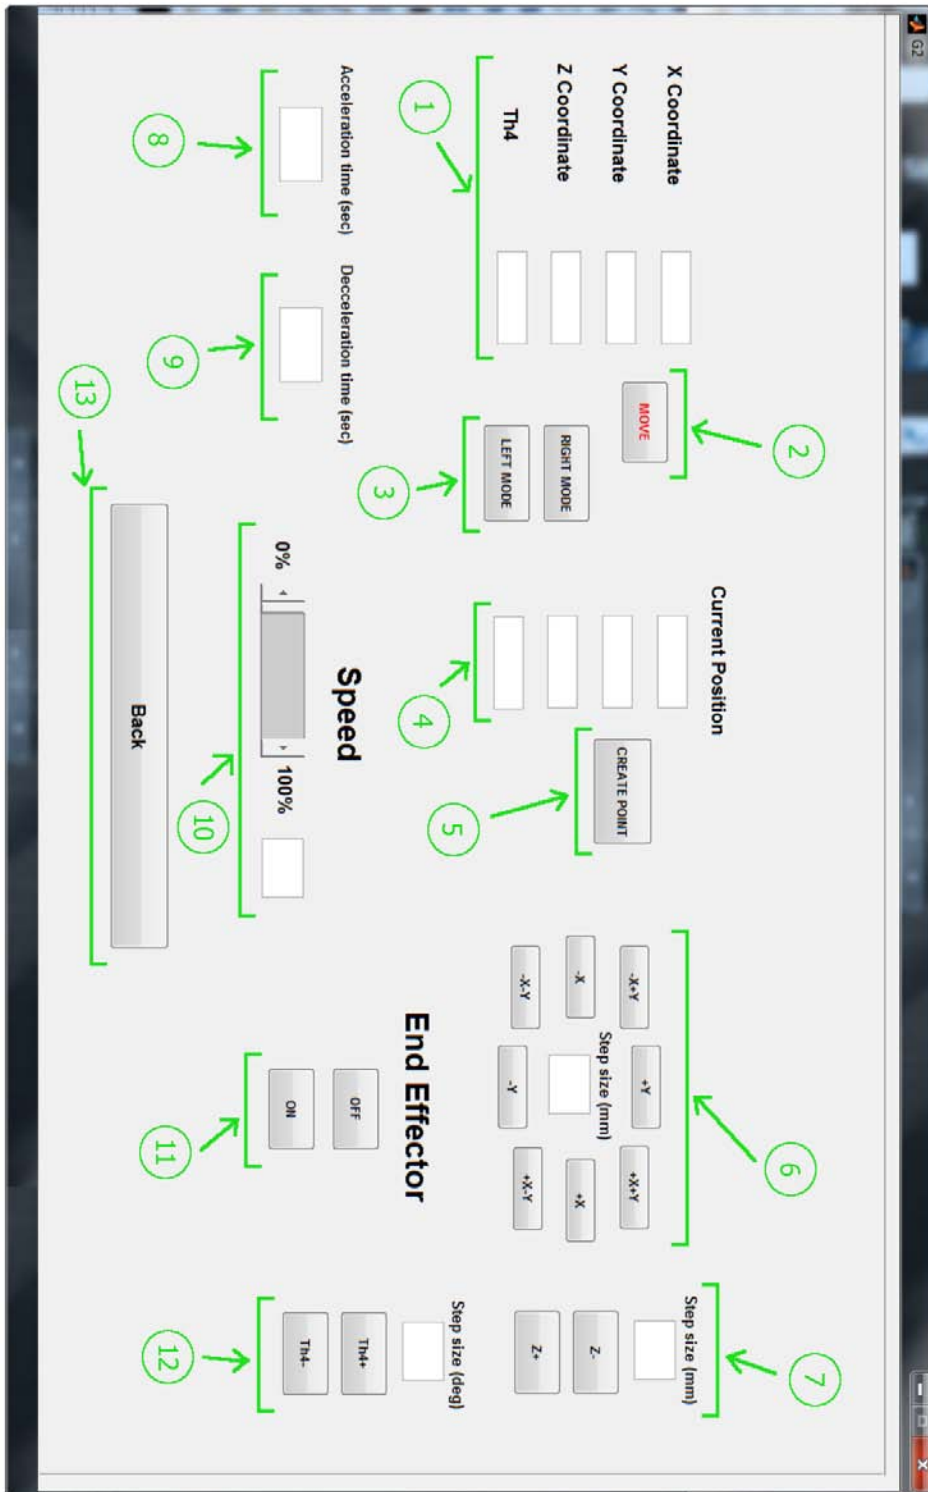 G2
X Coordinate
Y Coordinate
Z Coordinate
Th4
1
MOVE
2
RIGHT MODE
LEFT MODE
3
Current Position
4
CREATE POINT
5
-X+Y
+Y
+X+Y
-X
Step size (mm)
+X
-X-Y
-Y
+X-Y
6
Step size (mm)
Z-
Z+
7
Acceleration time (sec)
8
Decceleration time (sec)
9
Speed
0%
100%
10
End Effector
OFF
ON
11
Step size (deg)
Th4+
Th4-
12
Back
13